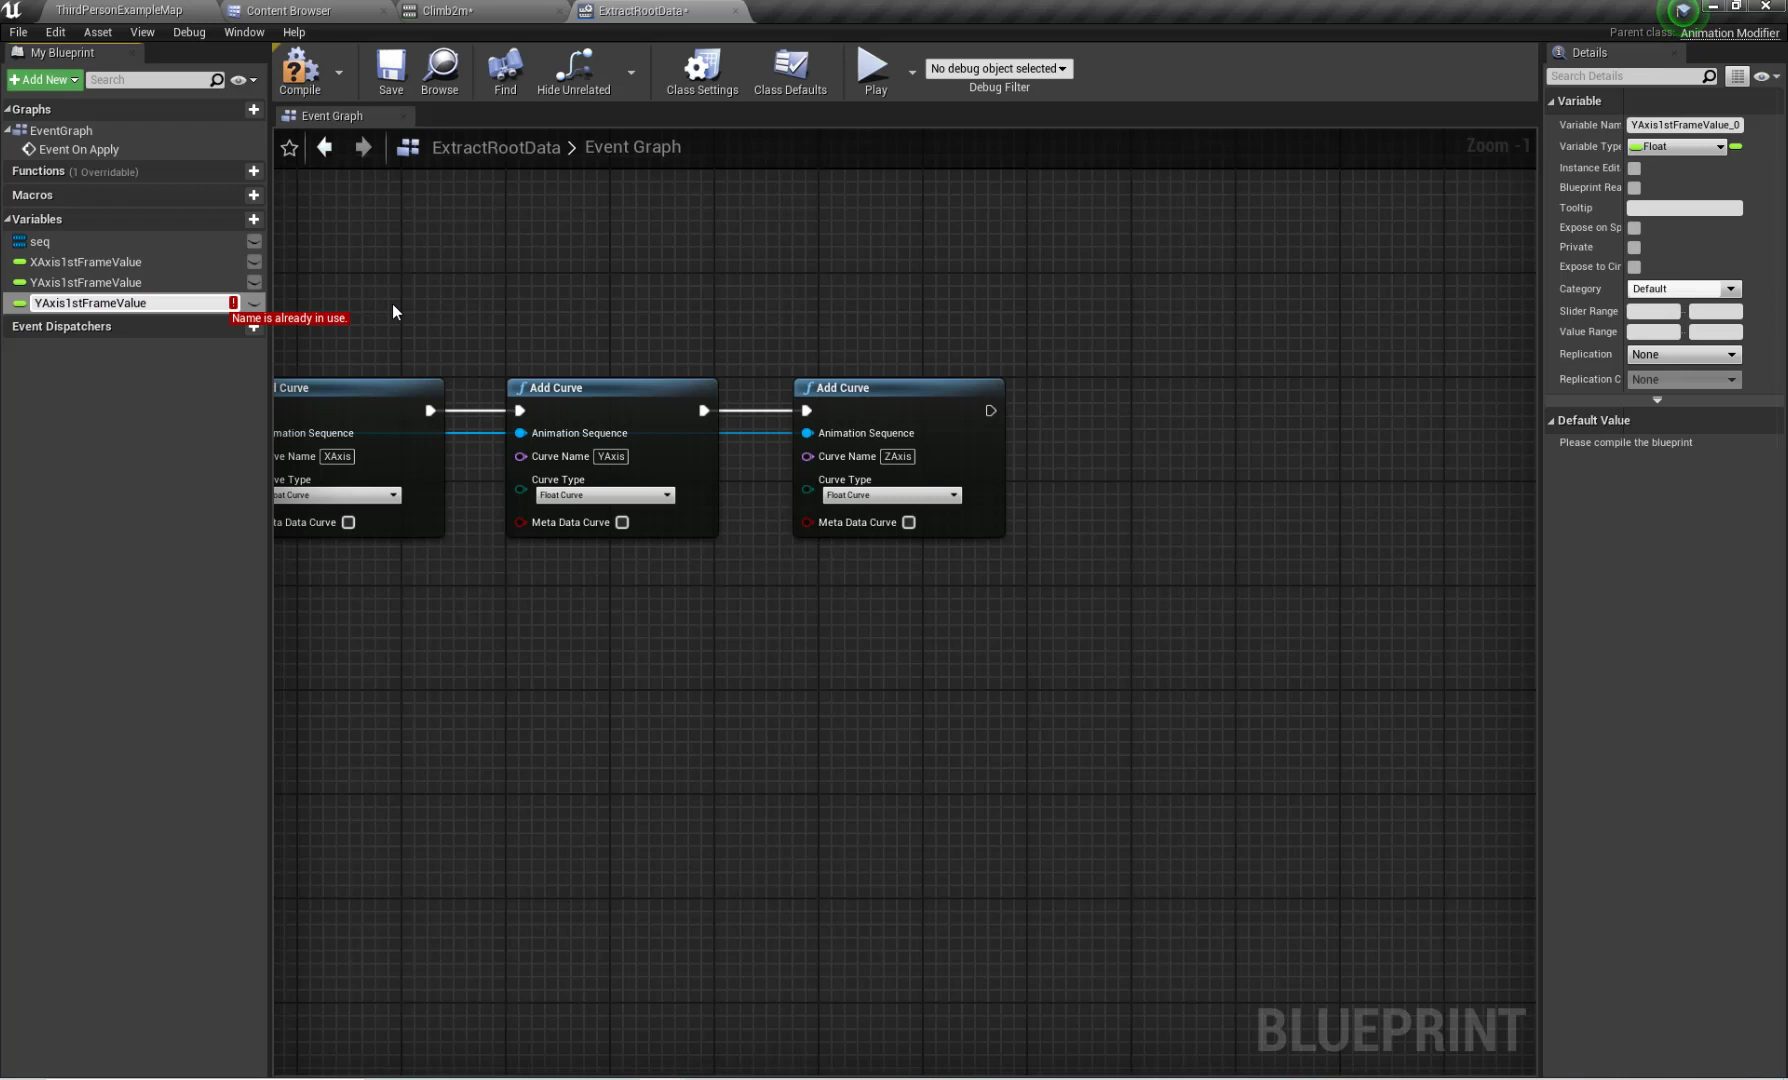 ThirdPersonExampleMap
Content Browser
Climb2m*
ExtractRootData*
File Edit Asset View Debug Window Help
Parent class: Animation Modifier
My Blueprint
Add New
Search
Compile
Save
Browse
Find
Hide Unrelated
Class Settings
Class Defaults
Play
No debug object selected
Debug Filter
Details
Search Details
Graphs
EventGraph
Event On Apply
Functions (1 Overridable)
Macros
Variables
seq
XAxis1stFrameValue
YAxis1stFrameValue
YAxis1stFrameValue
Name is already in use.
Event Dispatchers
Event Graph
ExtractRootData > Event Graph
Zoom -1
l Curve
mation Sequence
ve Name XAxis
ve Type
oat Curve
ta Data Curve
Add Curve
Animation Sequence
Curve Name YAxis
Curve Type
Float Curve
Meta Data Curve
Add Curve
Animation Sequence
Curve Name ZAxis
Curve Type
Float Curve
Meta Data Curve
BLUEPRINT
Variable
Variable Nam YAxis1stFrameValue_0
Variable Type Float
Instance Edit
Blueprint Rea
Tooltip
Expose on Sp
Private
Expose to Cir
Category Default
Slider Range
Value Range
Replication None
Replication C None
Default Value
Please compile the blueprint